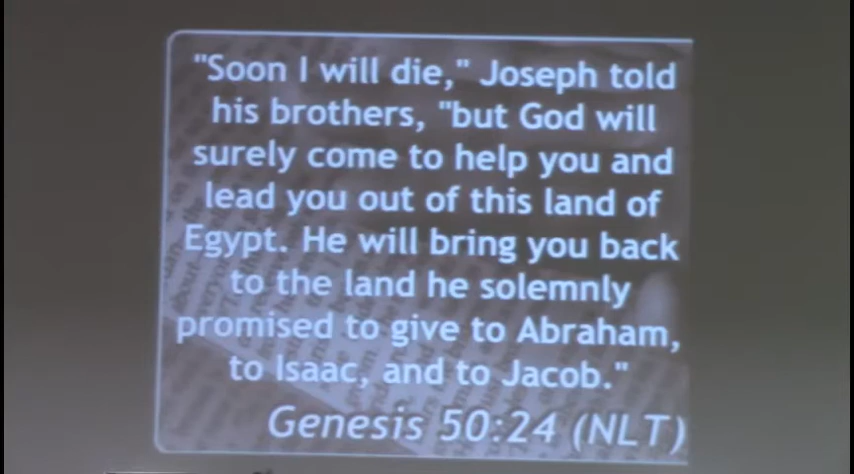 "Soon I will die," Joseph told
his brothers, "but God will
surely come to help you and
lead you out of this land of
Egypt. He will bring you back
to the land he solemnly
promised to give to Abraham,
to Isaac, and to Jacob."
Genesis 50:24 (NLT)